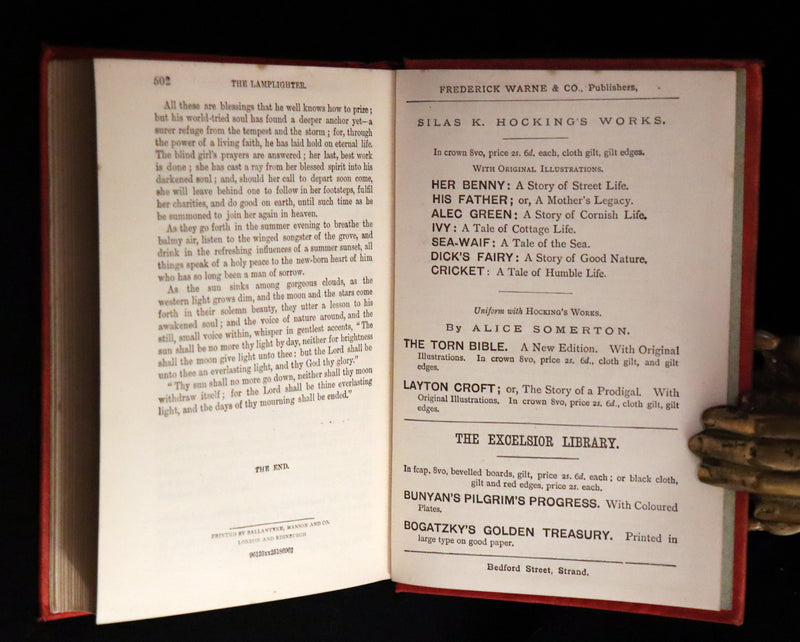 502
THE LAMPLIGHTER.
All these are blessings that he well knows how to prize;
but his world-tried soul has found a deeper anchor yet—a
surer refuge from the tempest and the storm; for, through
the power of a living faith, he has laid hold on eternal life.
The blind girl's prayers are answered; her last, best work
is done; she has cast a ray from her blessed spirit into his
darkened soul; and, should her call to depart soon come,
she will leave behind one to follow in her footsteps, fulfil
her charities, and do good on earth, until such time as he
be summoned to join her again in heaven.
As they go forth in the summer evening to breathe the
balmy air, listen to the winged songster of the grove, and
drink in the refreshing influences of a summer sunset, all
things speak of a holy peace to the new-born heart of him
who has so long been a man of sorrow.
As the sun sinks among gorgeous clouds, as the
western light grows dim, and the moon and the stars come
forth in their solemn beauty, they utter a lesson to his
awakened soul; and the voice of nature around, and the
still, small voice within, whisper in gentlest accents, "The
sun shall be no more thy light by day, neither for brightness
shall the moon give light unto thee: but the Lord shall be
unto thee an everlasting light, and thy God thy glory."
"Thy sun shall no more go down, neither shall thy moon
withdraw itself; for the Lord shall be thine everlasting
light, and the days of thy mourning shall be ended."
THE END.
PRINTED BY BALLANTYNE, HANSON AND CO.
LONDON AND EDINBURGH
FREDERICK WARNE & CO., Publishers,
SILAS K. HOCKING'S WORKS.
In crown 8vo, price 2s. 6d. each, cloth gilt, gilt edges.
WITH ORIGINAL ILLUSTRATIONS.
HER BENNY: A Story of Street Life.
HIS FATHER; or, A Mother's Legacy.
ALEC GREEN: A Story of Cornish Life.
IVY: A Tale of Cottage Life.
SEA-WAIF: A Tale of the Sea.
DICK'S FAIRY: A Story of Good Nature,
CRICKET: A Tale of Humble Life.
Uniform with HOCKING'S WORKS.
By ALICE SOMERTON.
THE TORN BIBLE. A New Edition. With Original
Illustrations. In crown 8vo, price 2s. 6d., cloth gilt, and gilt
edges.
LAYTON CROFT; or, The Story of a Prodigal. With
Original Illustrations. In crown 8vo, price 2s. 6d., cloth gilt, gilt
edges.
THE EXCELSIOR LIBRARY.
In fcap. 8vo, bevelled boards, gilt, price 2s. 6d. each; or black cloth,
gilt and red edges, price 2s. each.
BUNYAN'S PILGRIM'S PROGRESS. With Coloured
Plates.
BOGATZKY'S GOLDEN TREASURY. Printed in
large type on good paper.
Bedford Street, Strand.